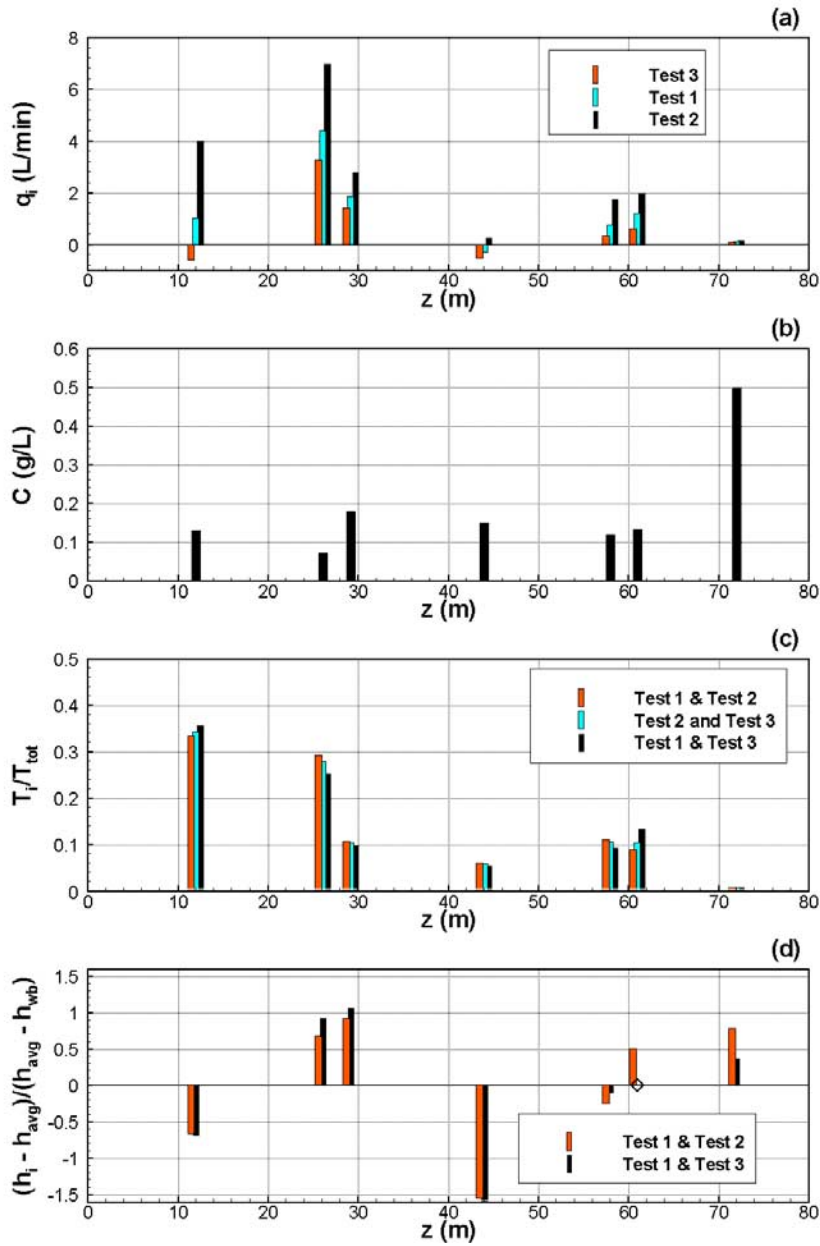 (a)
8
6
4
2
0
q_i (L/min)
Test 3
Test 1
Test 2
0 10 20 30 40 50 60 70 80
z (m)
(b)
0.6
0.5
0.4
0.3
0.2
0.1
0
C (g/L)
0 10 20 30 40 50 60 70 80
z (m)
(c)
0.5
0.4
0.3
0.2
0.1
0
T_i/T_tot
Test 1 & Test 2
Test 2 and Test 3
Test 1 & Test 3
0 10 20 30 40 50 60 70 80
z (m)
(d)
1.5
1
0.5
0
-0.5
-1
-1.5
(h_i - h_avg)/(h_avg - h_wb)
Test 1 & Test 2
Test 1 & Test 3
0 10 20 30 40 50 60 70 80
z (m)